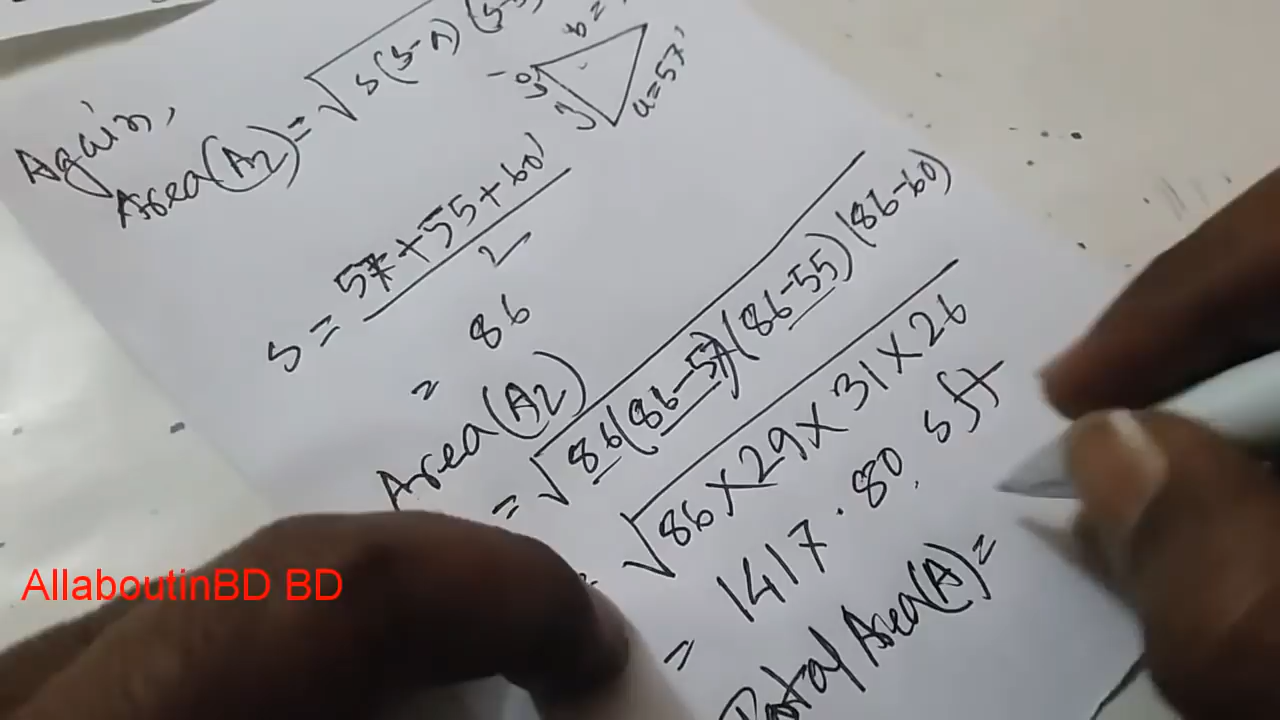 Again,
Area(A2) = √s(s-a)(s-
b =
a = 57'
s = 57+55+60' / 2
= 86
Area(A2)
= √86(86-57)(86-55)(86-60)
√86×29×31×26
= 1417.80 sft
Total Area(A) =
AllaboutinBD BD